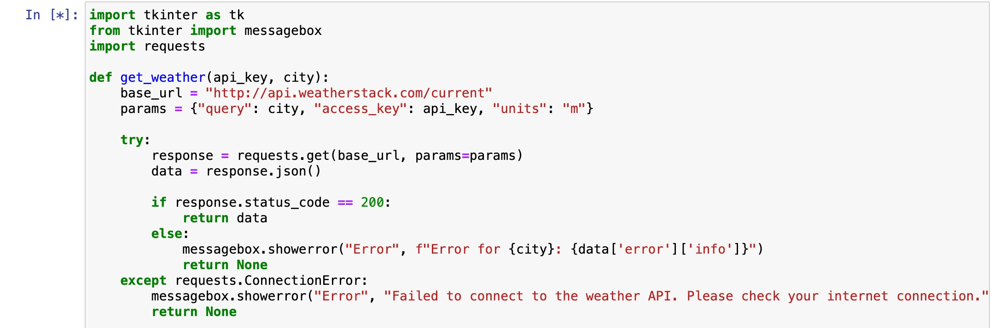 In [*]: import tkinter as tk
from tkinter import messagebox
import requests

def get_weather(api_key, city):
    base_url = "http://api.weatherstack.com/current"
    params = {"query": city, "access_key": api_key, "units": "m"}

    try:
        response = requests.get(base_url, params=params)
        data = response.json()

        if response.status_code == 200:
            return data
        else:
            messagebox.showerror("Error", f"Error for {city}: {data['error']['info']}")
            return None
    except requests.ConnectionError:
        messagebox.showerror("Error", "Failed to connect to the weather API. Please check your internet connection."
        return None